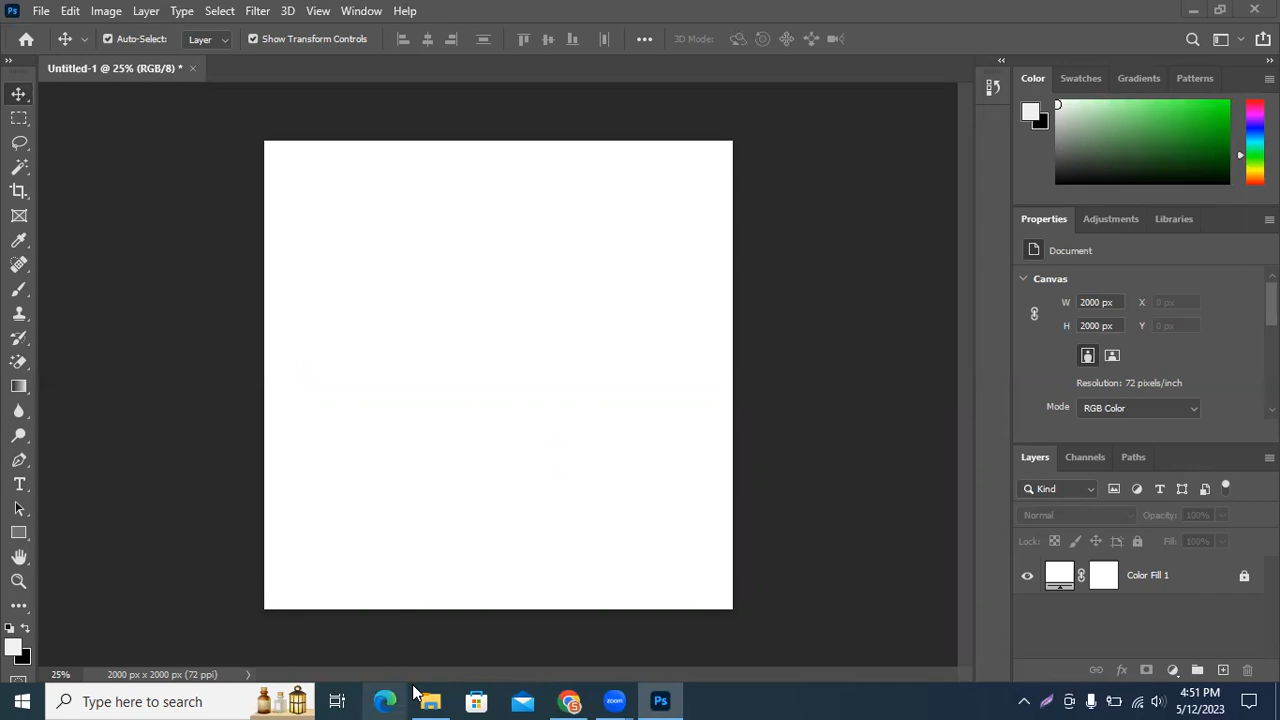 Ps File Edit Image Layer Type Select Filter 3D View Window Help
Auto-Select: Layer Show Transform Controls 3D Mode:
Untitled-1 @ 25% (RGB/8) *
Color Swatches Gradients Patterns
Properties Adjustments Libraries
Document
Canvas
W 2000 px X 0 px
H 2000 px Y 0 px
Resolution: 72 pixels/inch
Mode RGB Color
Layers Channels Paths
Kind
Normal Opacity: 100%
Lock: Fill: 100%
Color Fill 1
25% 2000 px x 2000 px (72 ppi)
Type here to search
Ps
4:51 PM
5/12/2023